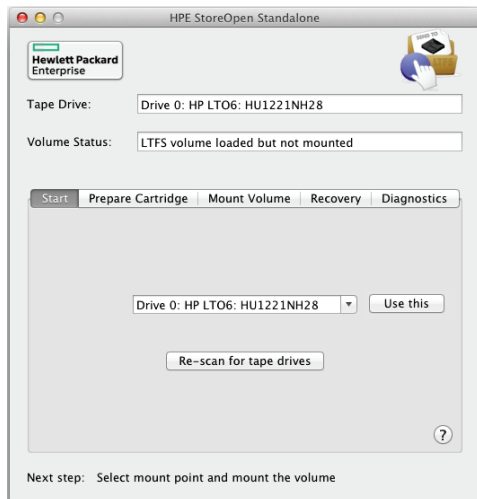 HPE StoreOpen Standalone
Hewlett Packard
Enterprise
SEND TO
Tape Drive: Drive 0: HP LTO6: HU1221NH28
Volume Status: LTFS volume loaded but not mounted
Start Prepare Cartridge Mount Volume Recovery Diagnostics
Drive 0: HP LTO6: HU1221NH28 Use this
Re-scan for tape drives
?
Next step: Select mount point and mount the volume